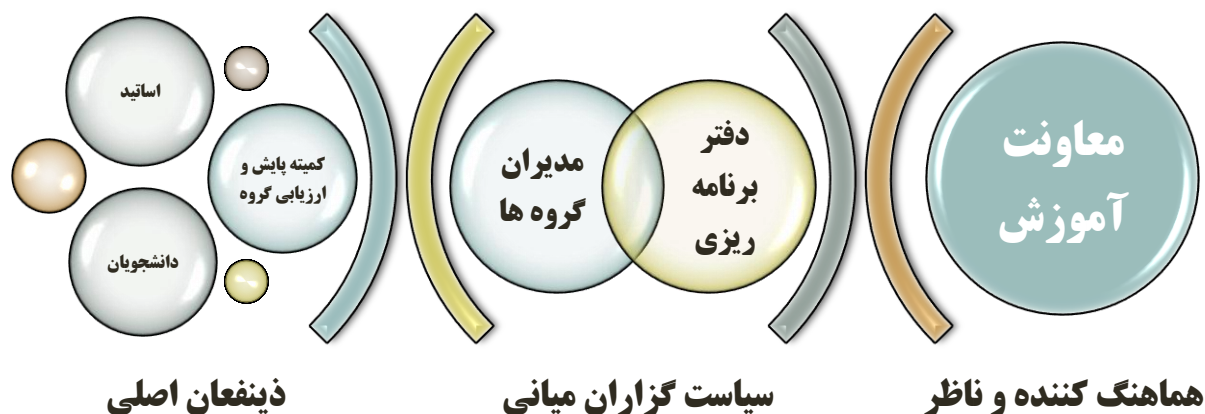 معاونت
آموزش
دفتر
برنامه
ریزی
مدیران
گروه ها
کمیته پایش و
ارزیابی گروه
اساتید
دانشجویان
هماهنگ کننده و ناظر
سیاست گزاران میانی
ذینفعان اصلی